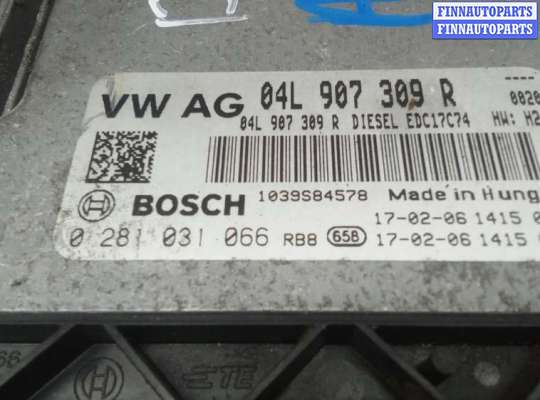 FINNAUTOPARTS
FINNAUTOPARTS
VW AG 04L 907 309 R ----
04L 907 309 R DIESEL EDC17C74 HW: H2
BOSCH 1039S84578 Made in Hung
0 281 031 066 RBB 658 17-02-06 1415
17-02-06 1415